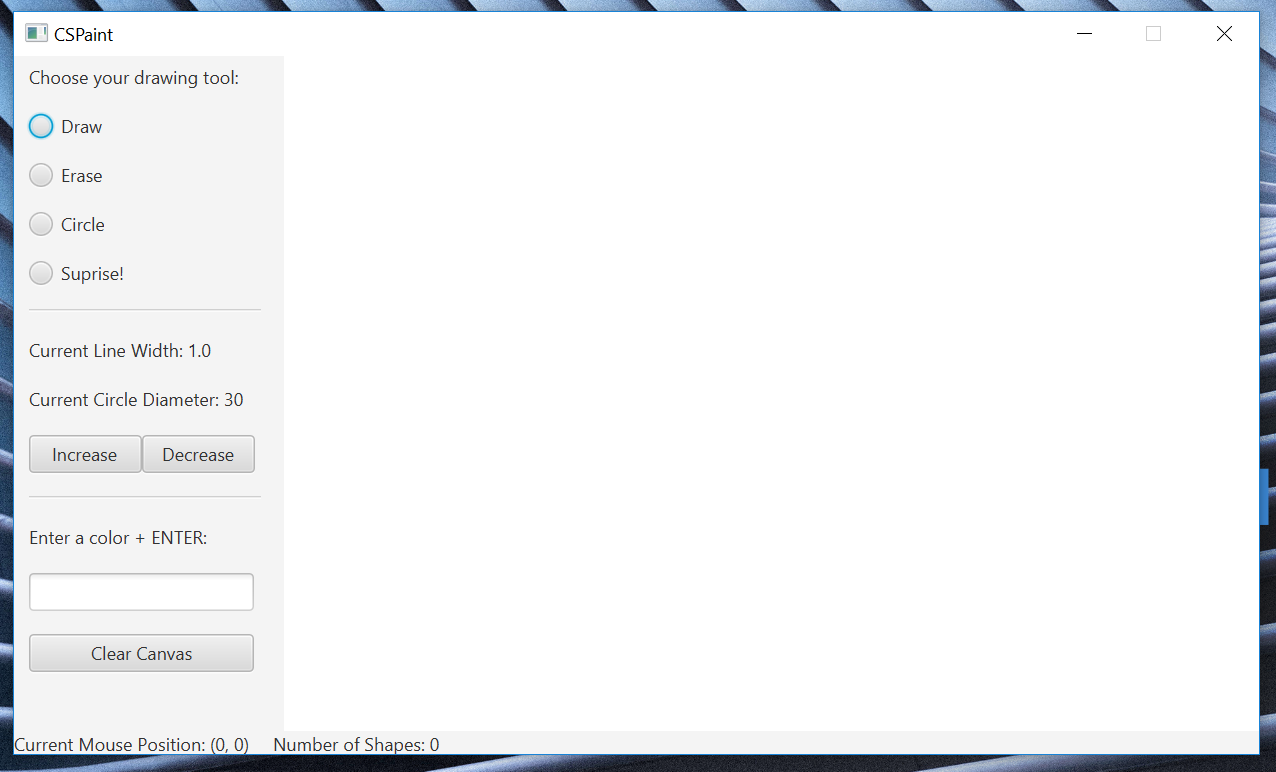 CSPaint
Choose your drawing tool:
Draw
Erase
Circle
Suprise!
Current Line Width: 1.0
Current Circle Diameter: 30
Increase Decrease
Enter a color + ENTER:
Clear Canvas
Current Mouse Position: (0, 0) Number of Shapes: 0